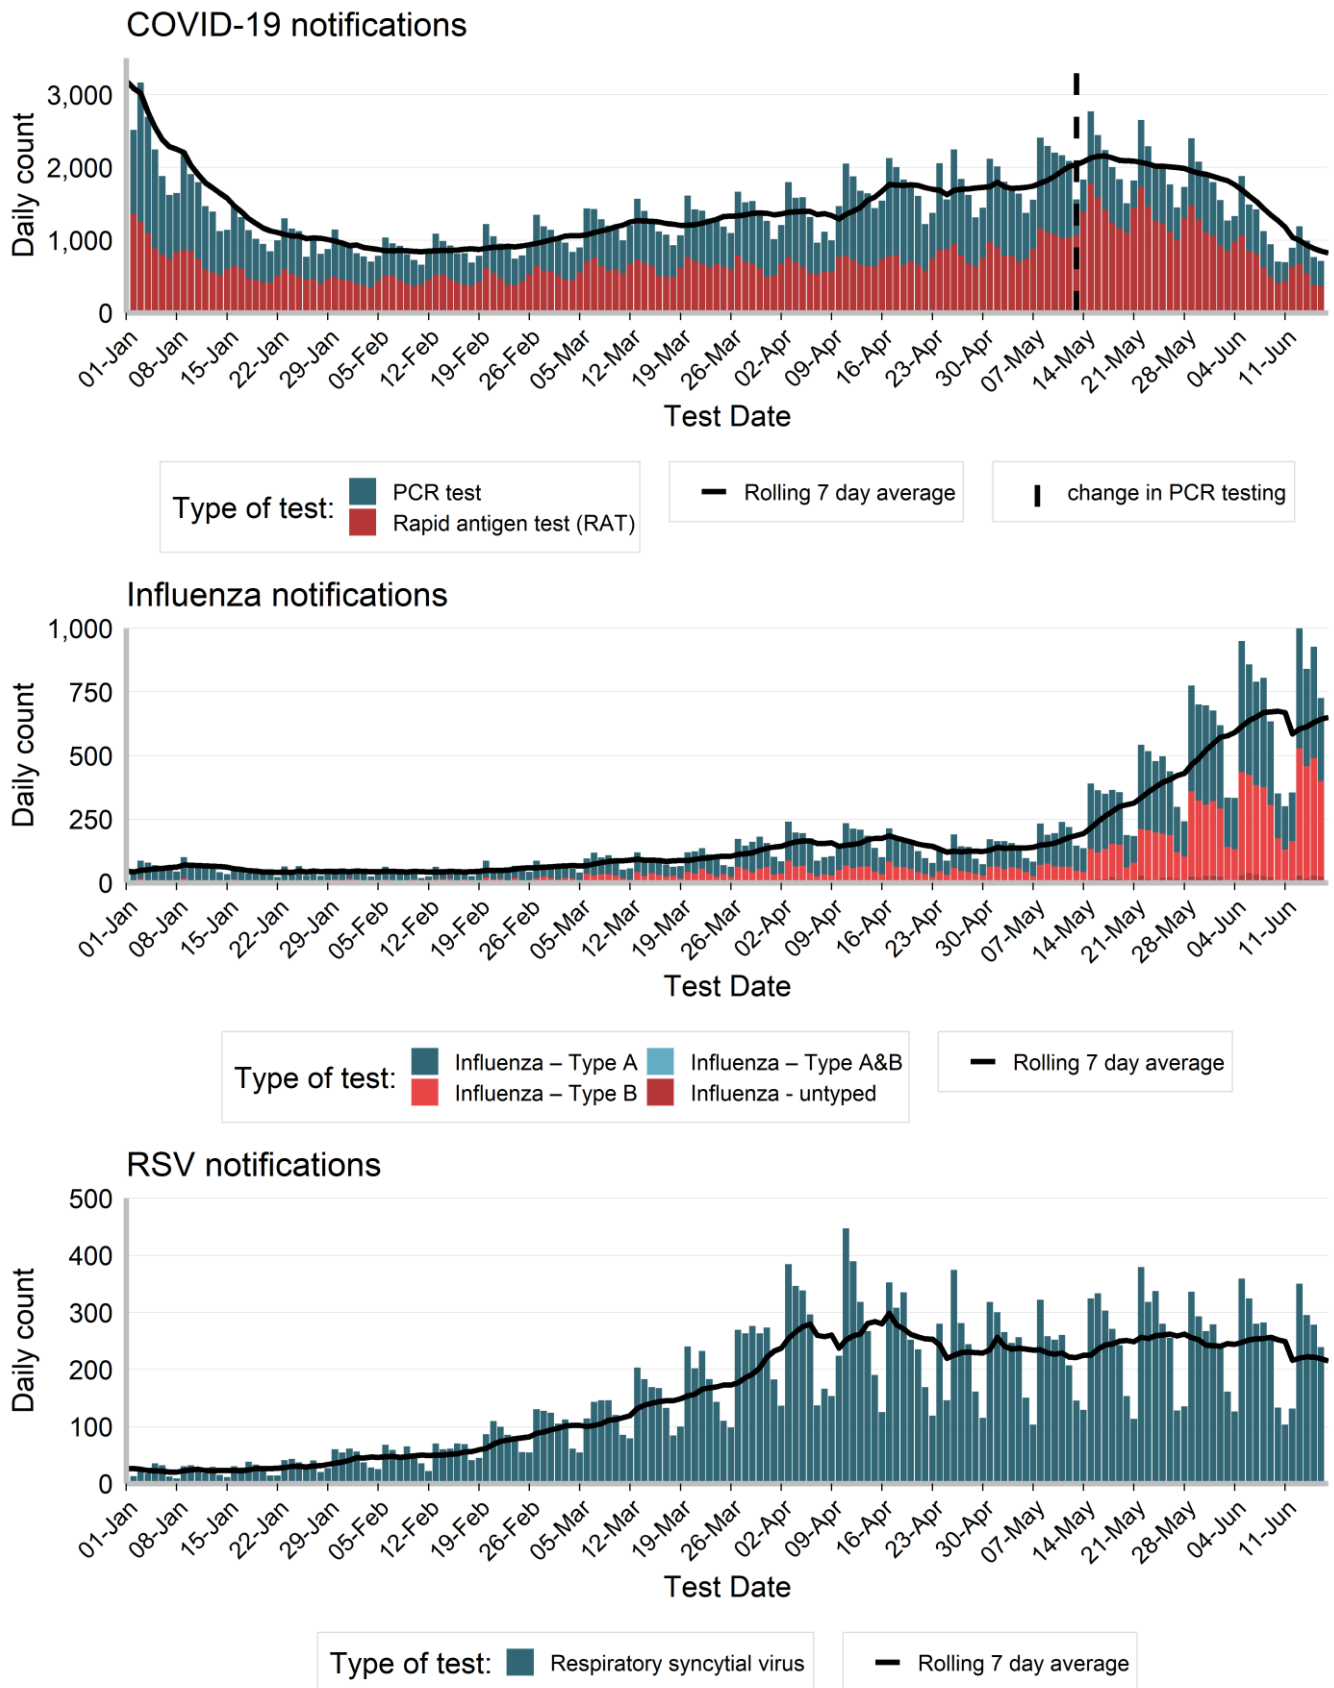 COVID-19 notifications
Daily count
3,000
2,000
1,000
0
01-Jan 08-Jan 15-Jan 22-Jan 29-Jan 05-Feb 12-Feb 19-Feb 26-Feb 05-Mar 12-Mar 19-Mar 26-Mar 02-Apr 09-Apr 16-Apr 23-Apr 30-Apr 07-May 14-May 21-May 28-May 04-Jun 11-Jun
Test Date
Type of test: PCR test
Rapid antigen test (RAT)
Rolling 7 day average
change in PCR testing
Influenza notifications
Daily count
1,000
750
500
250
0
01-Jan 08-Jan 15-Jan 22-Jan 29-Jan 05-Feb 12-Feb 19-Feb 26-Feb 05-Mar 12-Mar 19-Mar 26-Mar 02-Apr 09-Apr 16-Apr 23-Apr 30-Apr 07-May 14-May 21-May 28-May 04-Jun 11-Jun
Test Date
Type of test: Influenza – Type A Influenza – Type A&B
Influenza – Type B Influenza - untyped
Rolling 7 day average
RSV notifications
Daily count
500
400
300
200
100
0
01-Jan 08-Jan 15-Jan 22-Jan 29-Jan 05-Feb 12-Feb 19-Feb 26-Feb 05-Mar 12-Mar 19-Mar 26-Mar 02-Apr 09-Apr 16-Apr 23-Apr 30-Apr 07-May 14-May 21-May 28-May 04-Jun 11-Jun
Test Date
Type of test: Respiratory syncytial virus
Rolling 7 day average